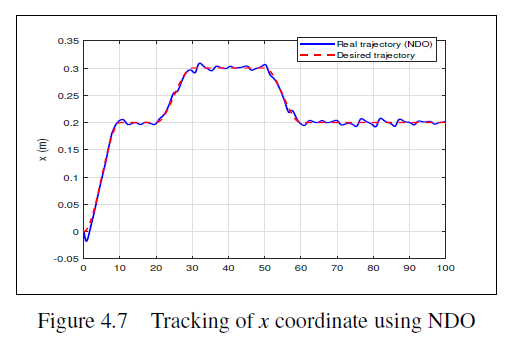 0.35
Real trajectory (NDO)
Desired trajectory
0.3
0.25
0.2
0.15
0.1
0.05
0
-0.05
x (m)
0 10 20 30 40 50 60 70 80 90 100
Figure 4.7 Tracking of x coordinate using NDO